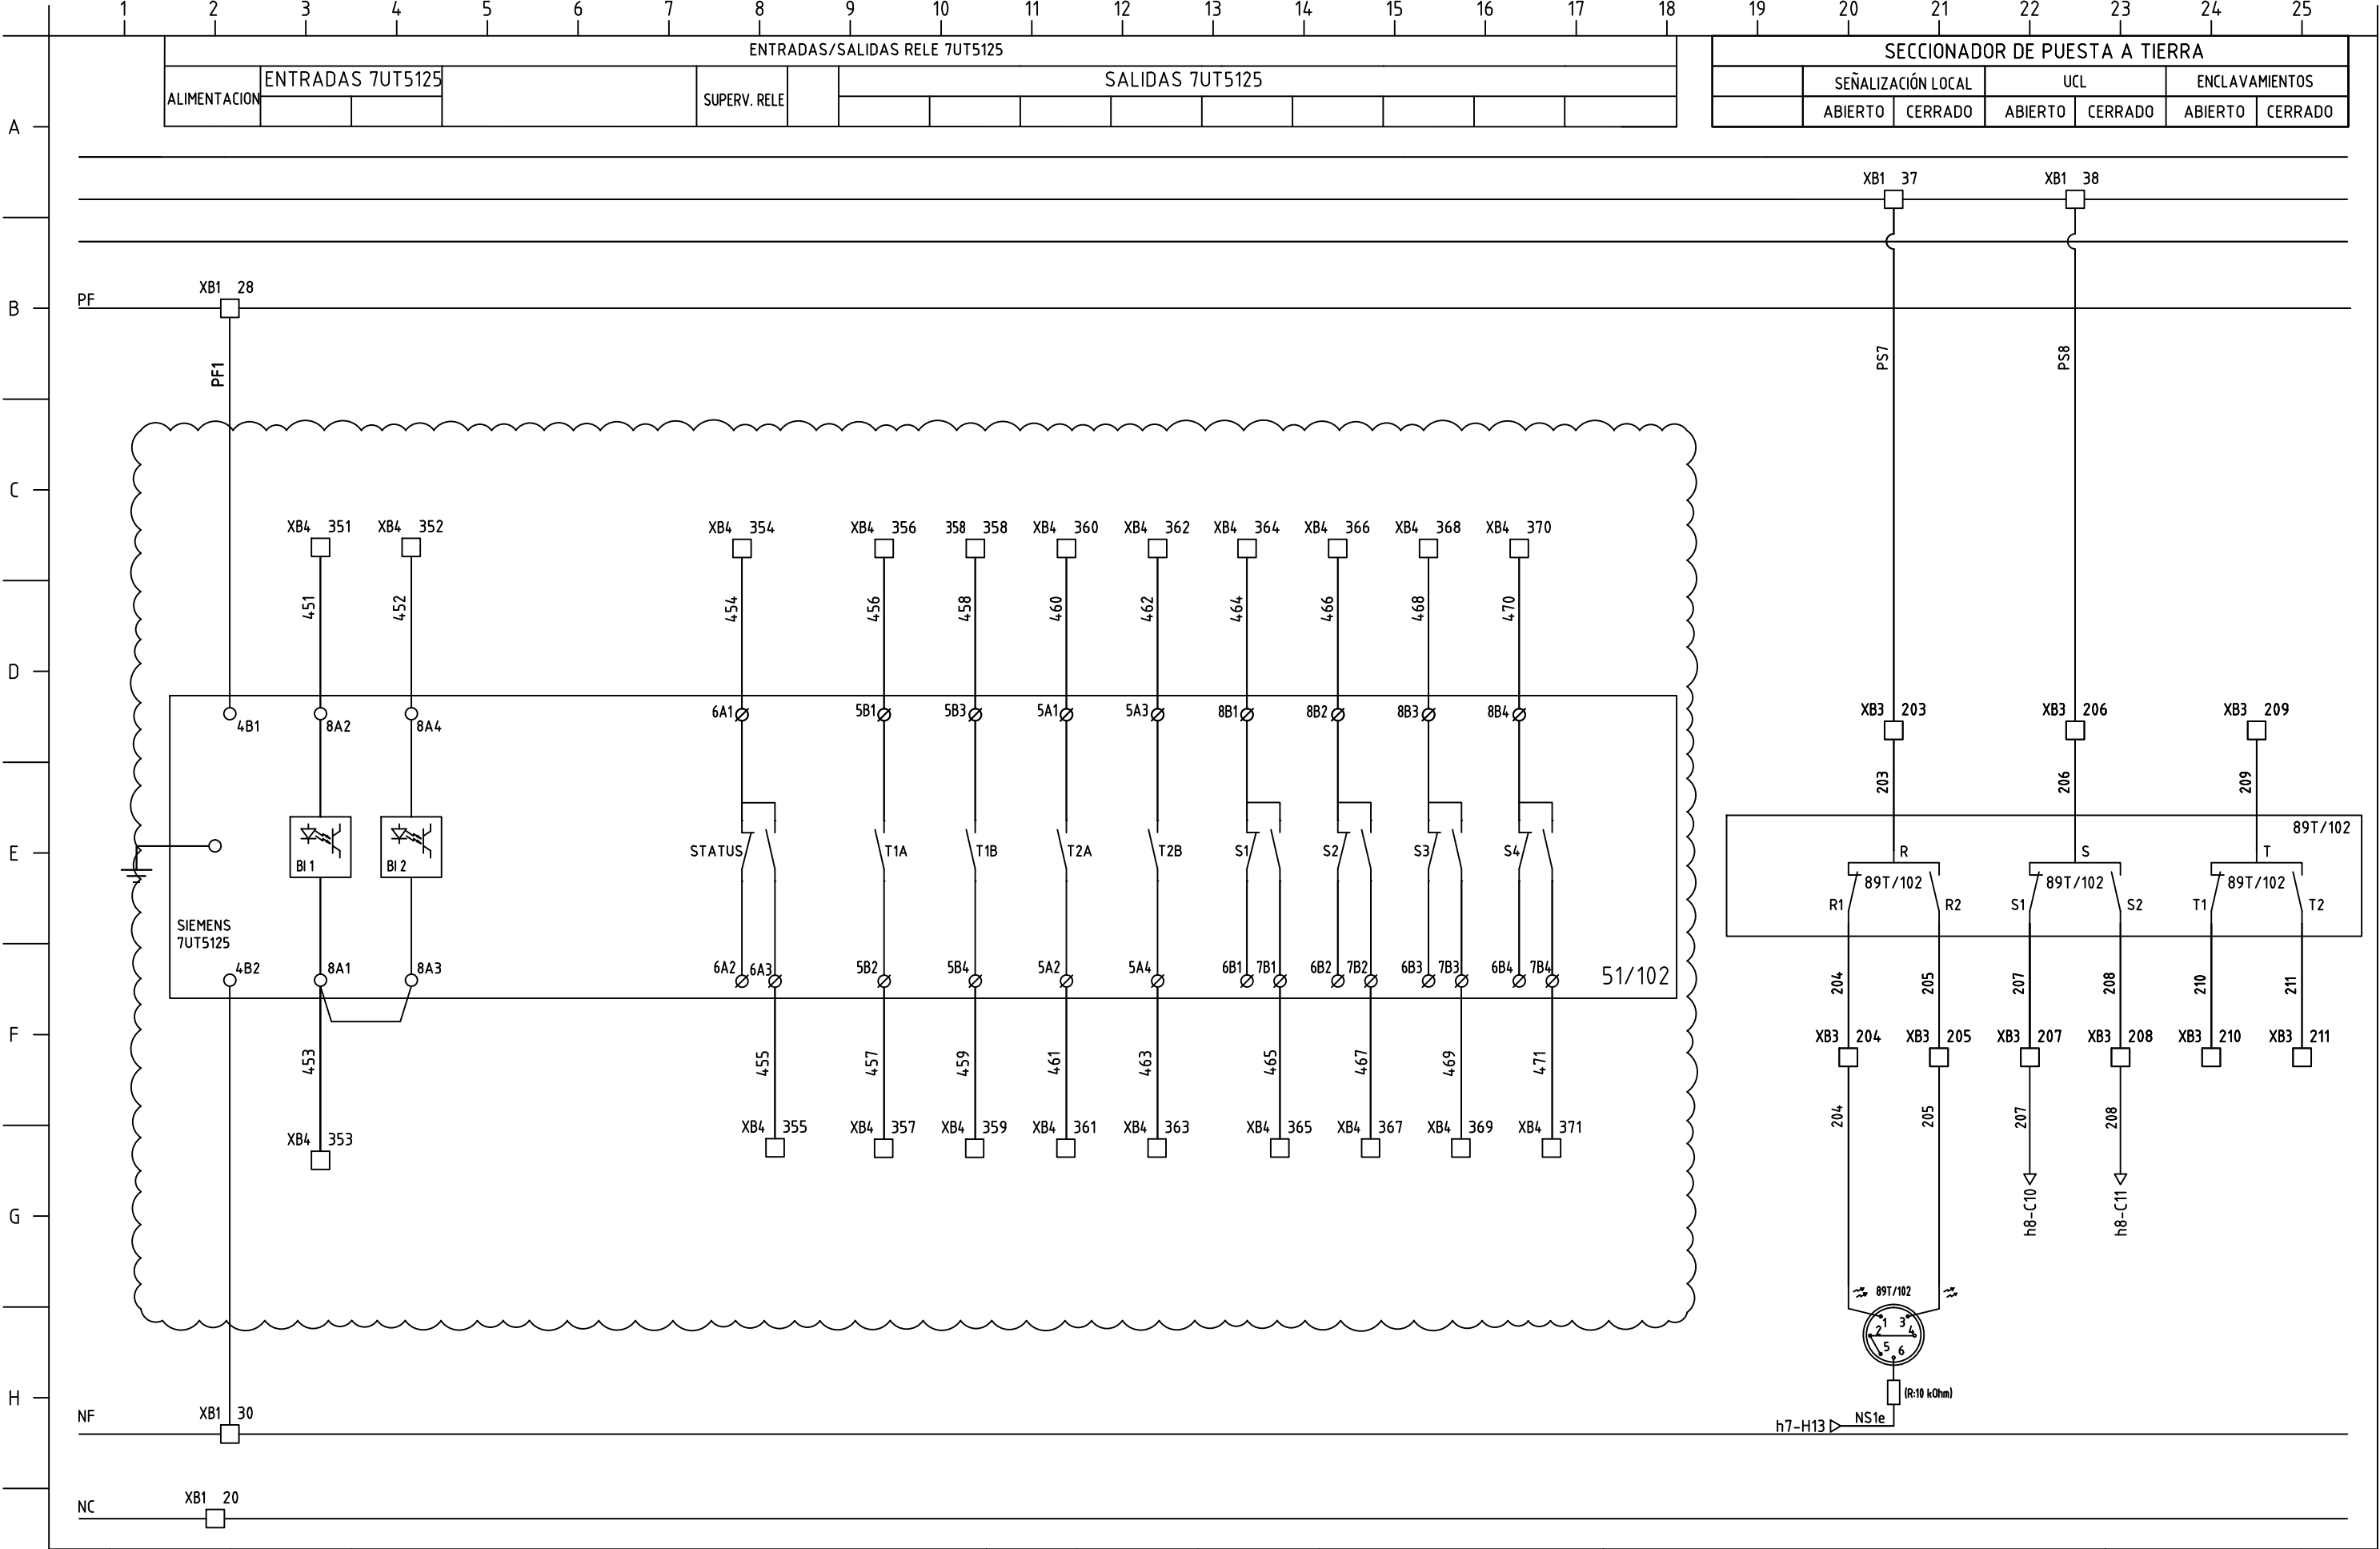 1 2 3 4 5 6 7 8 9 10 11 12 13 14 15 16 17 18 19 20 21 22 23 24 25
ENTRADAS/SALIDAS RELE 7UT5125
SECCIONADOR DE PUESTA A TIERRA
ALIMENTACION
ENTRADAS 7UT5125
SUPERV. RELE
SALIDAS 7UT5125
SEÑALIZACIÓN LOCAL UCL ENCLAVAMIENTOS
ABIERTO CERRADO ABIERTO CERRADO ABIERTO CERRADO
A
XB1 37 XB1 38
B
PF
XB1 28
PF1
PS7
PS8
C
XB4 351 XB4 352 XB4 354 XB4 356 358 358 XB4 360 XB4 362 XB4 364 XB4 366 XB4 368 XB4 370
451 452 454 456 458 460 462 464 466 468 470
D
4B1 8A2 8A4 6A1 5B1 5B3 5A1 5A3 8B1 8B2 8B3 8B4
XB3 203 XB3 206 XB3 209
203 206 209
89T/102
E
BI 1 BI 2 STATUS T1A T1B T2A T2B S1 S2 S3 S4
R S T
89T/102 89T/102 89T/102
R1 R2 S1 S2 T1 T2
SIEMENS
7UT5125
4B2 8A1 8A3 6A2 6A3 5B2 5B4 5A2 5A4 6B1 7B1 6B2 7B2 6B3 7B3 6B4 7B4
51/102
204 205 207 208 210 211
F
XB3 204 XB3 205 XB3 207 XB3 208 XB3 210 XB3 211
453 455 457 459 461 463 465 467 469 471
204 205 207 208
XB4 353 XB4 355 XB4 357 XB4 359 XB4 361 XB4 363 XB4 365 XB4 367 XB4 369 XB4 371
G
h8-C10 h8-C11
89T/102
1 3
2 4
5 6
H
(R:10 kOhm)
NF
XB1 30
h7-H13 NS1e
NC
XB1 20